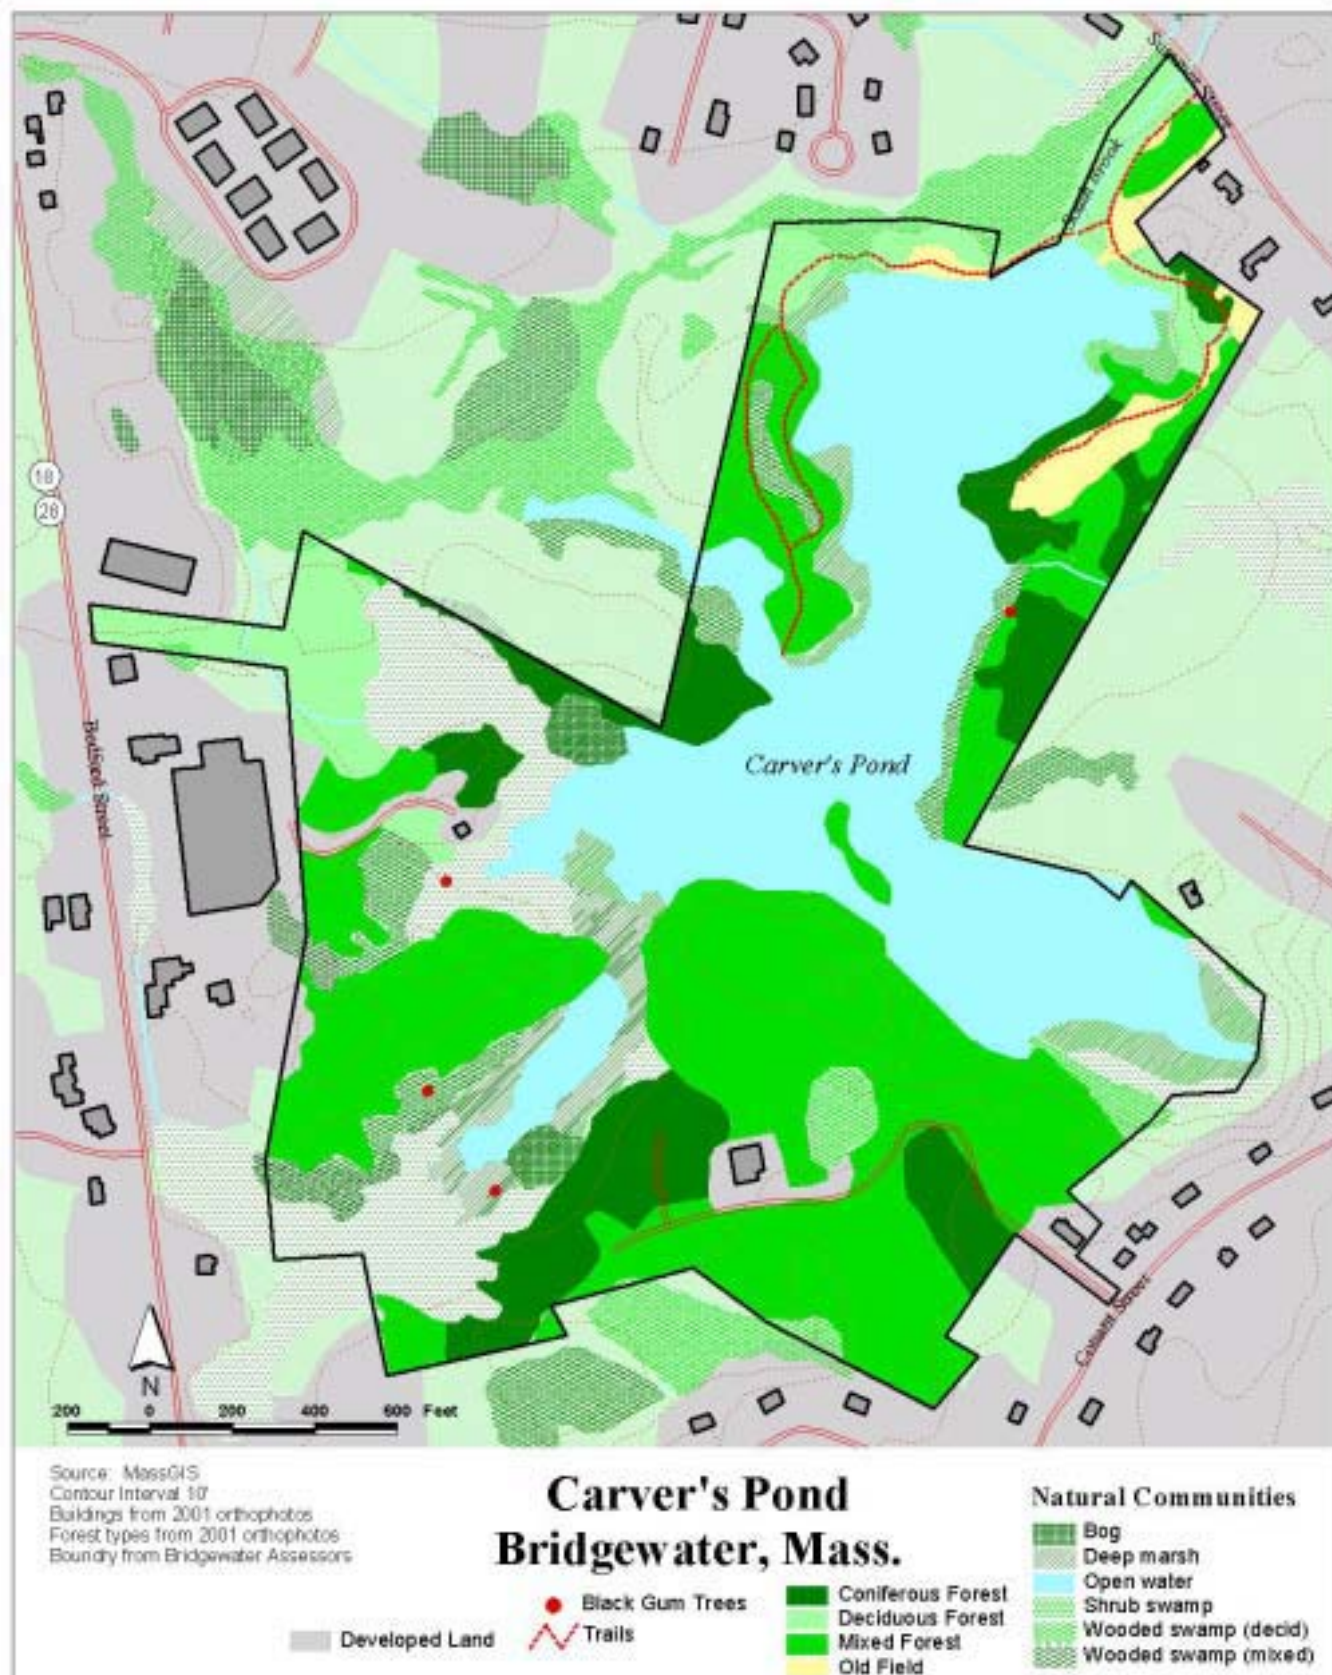 Summer Street
South Brook
18
28
Bedford Street
Carver's Pond
N
200 0 200 400 600 Feet
Source: MassGIS
Contour Interval 10'
Buildings from 2001 orthophotos
Forest types from 2001 orthophotos
Boundry from Bridgewater Assessors
Carver's Pond
Bridgewater, Mass.
Black Gum Trees
Trails
Developed Land
Coniferous Forest
Deciduous Forest
Mixed Forest
Old Field
Natural Communities
Bog
Deep marsh
Open water
Shrub swamp
Wooded swamp (decid)
Wooded swamp (mixed)